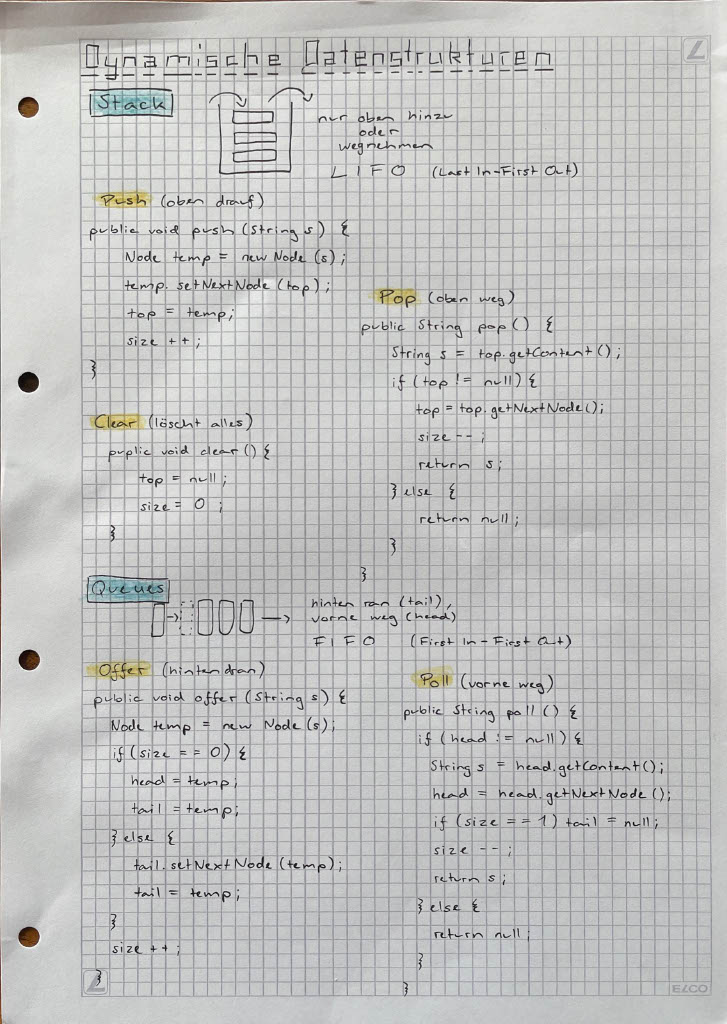 Dynamische Datenstrukturen
Stack
nur oben hinzu
oder
wegnehmen
LIFO (Last In-First Out)
Push (oben drauf)
public void push (String s) {
Node temp = new Node (s);
temp. setNextNode (top);
top = temp;
size ++;
}
Clear (löscht alles)
puplic void clear () {
top = null;
size = 0 ;
}
Pop (oben weg)
public String pop () {
String s = top.getContent ();
if (top != null) {
top = top.getNextNode();
size -- ;
return s;
} else {
return null;
}
}
Queues
hinten ran (tail),
vorne weg (head)
FIFO (First In-First Out)
Offer (hinten dran)
public void offer (String s) {
Node temp = new Node (s);
if (size == 0) {
head = temp;
tail = temp;
} else {
tail. setNextNode (temp);
tail = temp;
}
size ++;
}
Poll (vorne weg)
public String poll () {
if (head != null) {
String s = head.getContent();
head = head.getNextNode ();
if (size == 1) tail = null;
size -- ;
return s;
} else {
return null;
}
}
ELCO